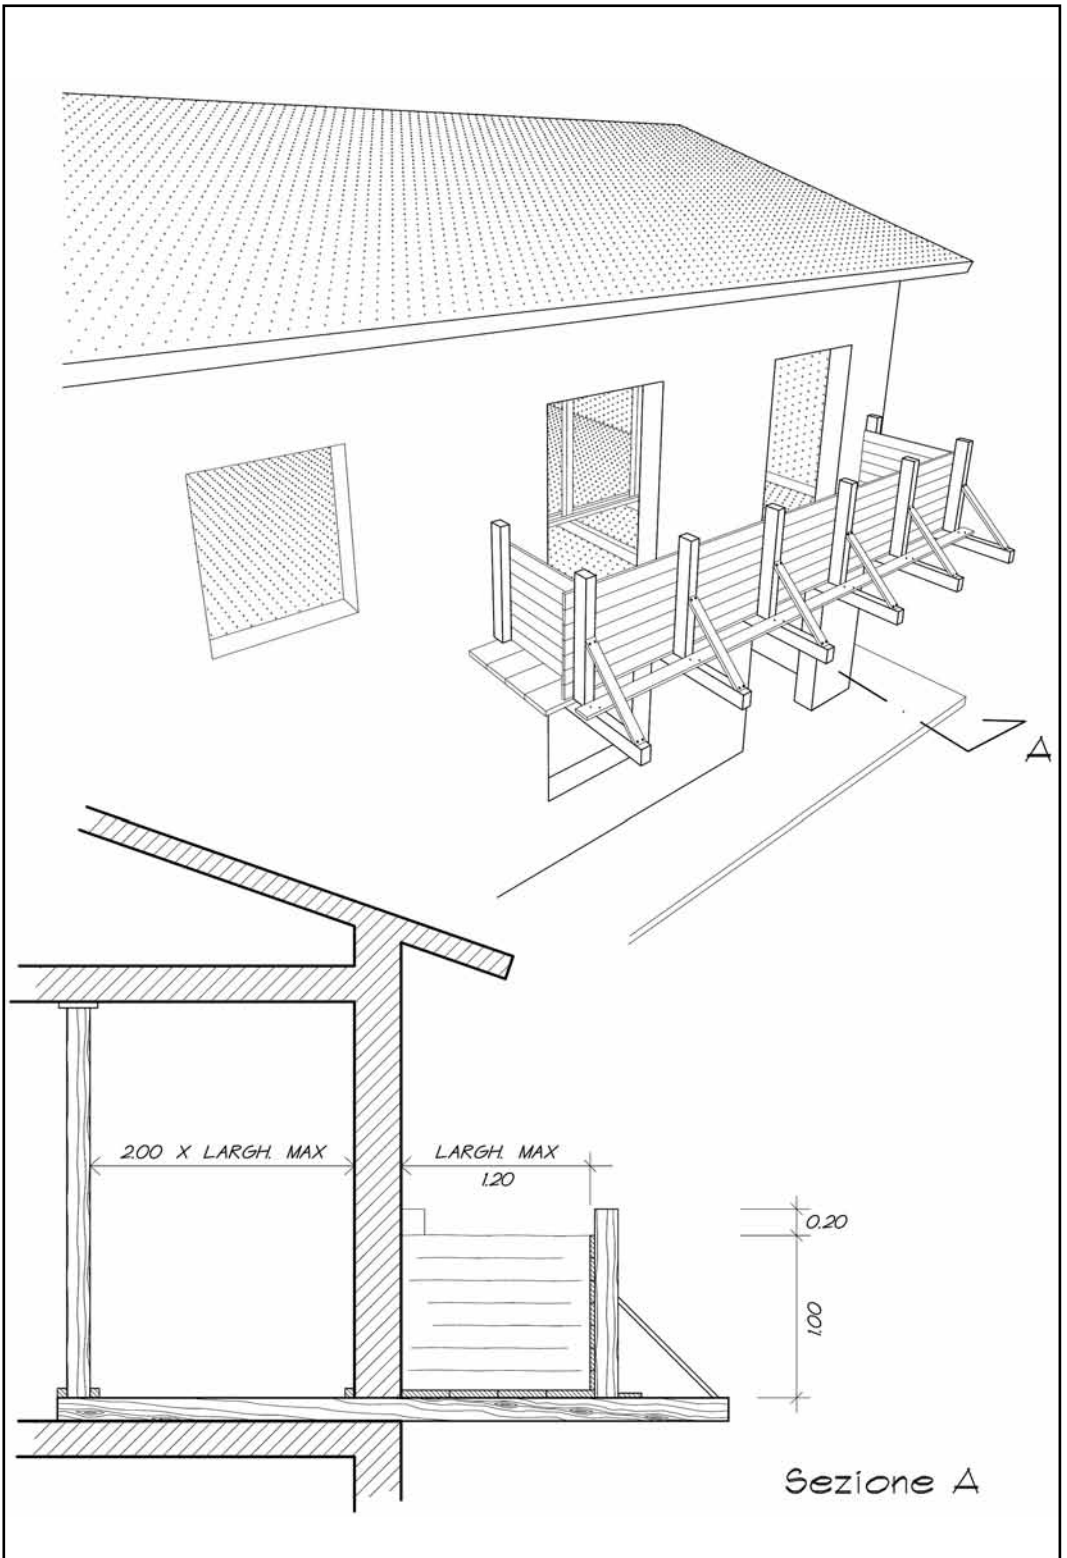 A
2.00 X LARGH. MAX
LARGH. MAX
1.20
0.20
1.00
Sezione A